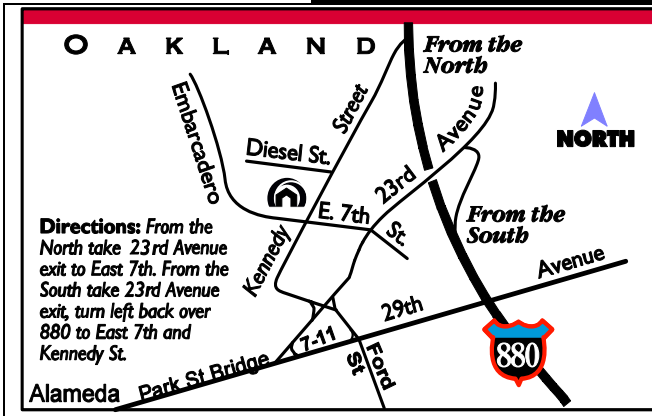 OAKLAND
From the
North
Embarcadero
Street
Avenue
Diesel St.
NORTH
23rd
E. 7th
St.
From the
South
Directions: From the
North take 23rd Avenue
exit to East 7th. From the
South take 23rd Avenue
exit, turn left back over
880 to East 7th and
Kennedy St.
Kennedy
Avenue
29th
880
7-11
Ford
St
Park St Bridge
Alameda